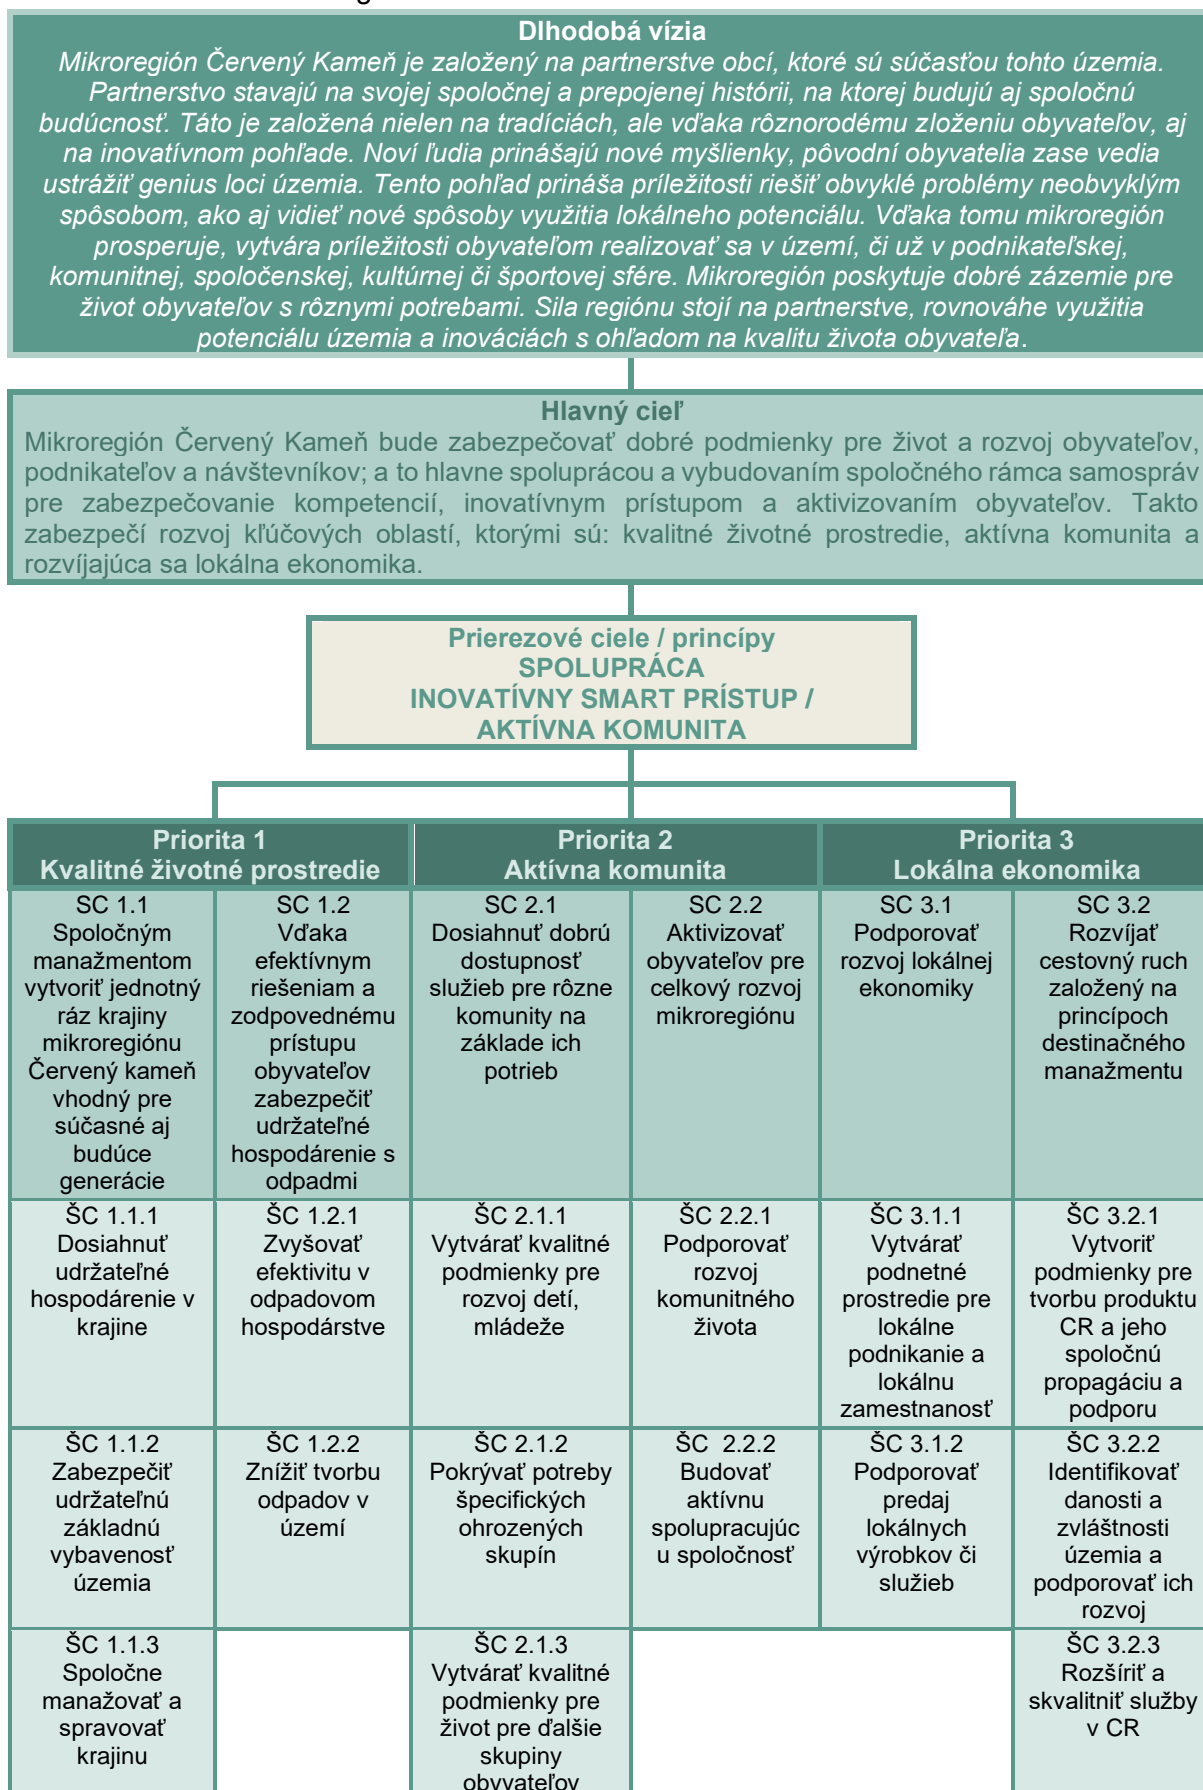 Dlhodobá vízia
Mikroregión Červený Kameň je založený na partnerstve obcí, ktoré sú súčasťou tohto územia.
Partnerstvo stavajú na svojej spoločnej a prepojenej histórii, na ktorej budujú aj spoločnú
budúcnosť. Táto je založená nielen na tradíciách, ale vďaka rôznorodému zloženiu obyvateľov, aj
na inovatívnom pohľade. Noví ľudia prinášajú nové myšlienky, pôvodní obyvatelia zase vedia
ustrážiť genius loci územia. Tento pohľad prináša príležitosti riešiť obvyklé problémy neobvyklým
spôsobom, ako aj vidieť nové spôsoby využitia lokálneho potenciálu. Vďaka tomu mikroregión
prosperuje, vytvára príležitosti obyvateľom realizovať sa v území, či už v podnikateľskej,
komunitnej, spoločenskej, kultúrnej či športovej sfére. Mikroregión poskytuje dobré zázemie pre
život obyvateľov s rôznymi potrebami. Sila regiónu stojí na partnerstve, rovnováhe využitia
potenciálu územia a inováciách s ohľadom na kvalitu života obyvateľa.
Hlavný cieľ
Mikroregión Červený Kameň bude zabezpečovať dobré podmienky pre život a rozvoj obyvateľov,
podnikateľov a návštevníkov; a to hlavne spoluprácou a vybudovaním spoločného rámca samospráv
pre zabezpečovanie kompetencií, inovatívnym prístupom a aktivizovaním obyvateľov. Takto
zabezpečí rozvoj kľúčových oblastí, ktorými sú: kvalitné životné prostredie, aktívna komunita a
rozvíjajúca sa lokálna ekonomika.
Prierezové ciele / princípy
SPOLUPRÁCA
INOVATÍVNY SMART PRÍSTUP /
AKTÍVNA KOMUNITA
Priorita 1
Kvalitné životné prostredie
Priorita 2
Aktívna komunita
Priorita 3
Lokálna ekonomika
SC 1.1
Spoločným
manažmentom
vytvoriť jednotný
ráz krajiny
mikroregiónu
Červený kameň
vhodný pre
súčasné aj
budúce
generácie
SC 1.2
Vďaka
efektívnym
riešeniam a
zodpovednému
prístupu
obyvateľov
zabezpečiť
udržateľné
hospodárenie s
odpadmi
SC 2.1
Dosiahnuť dobrú
dostupnosť
služieb pre rôzne
komunity na
základe ich
potrieb
SC 2.2
Aktivizovať
obyvateľov pre
celkový rozvoj
mikroregiónu
SC 3.1
Podporovať
rozvoj lokálnej
ekonomiky
SC 3.2
Rozvíjať
cestovný ruch
založený na
princípoch
destinačného
manažmentu
ŠC 1.1.1
Dosiahnuť
udržateľné
hospodárenie v
krajine
ŠC 1.2.1
Zvyšovať
efektivitu v
odpadovom
hospodárstve
ŠC 2.1.1
Vytvárať kvalitné
podmienky pre
rozvoj detí,
mládeže
ŠC 2.2.1
Podporovať
rozvoj
komunitného
života
ŠC 3.1.1
Vytvárať
podnetné
prostredie pre
lokálne
podnikanie a
lokálnu
zamestnanosť
ŠC 3.2.1
Vytvoriť
podmienky pre
tvorbu produktu
CR a jeho
spoločnú
propagáciu a
podporu
ŠC 1.1.2
Zabezpečiť
udržateľnú
základnú
vybavenosť
územia
ŠC 1.2.2
Znížiť tvorbu
odpadov v
území
ŠC 2.1.2
Pokrývať potreby
špecifických
ohrozených
skupín
ŠC 2.2.2
Budovať
aktívnu
spolupracujúc
u spoločnosť
ŠC 3.1.2
Podporovať
predaj
lokálnych
výrobkov či
služieb
ŠC 3.2.2
Identifikovať
danosti a
zvláštnosti
územia a
podporovať ich
rozvoj
ŠC 1.1.3
Spoločne
manažovať a
spravovať
krajinu
ŠC 2.1.3
Vytvárať kvalitné
podmienky pre
život pre ďalšie
skupiny
obyvateľov
ŠC 3.2.3
Rozšíriť a
skvalitniť služby
v CR